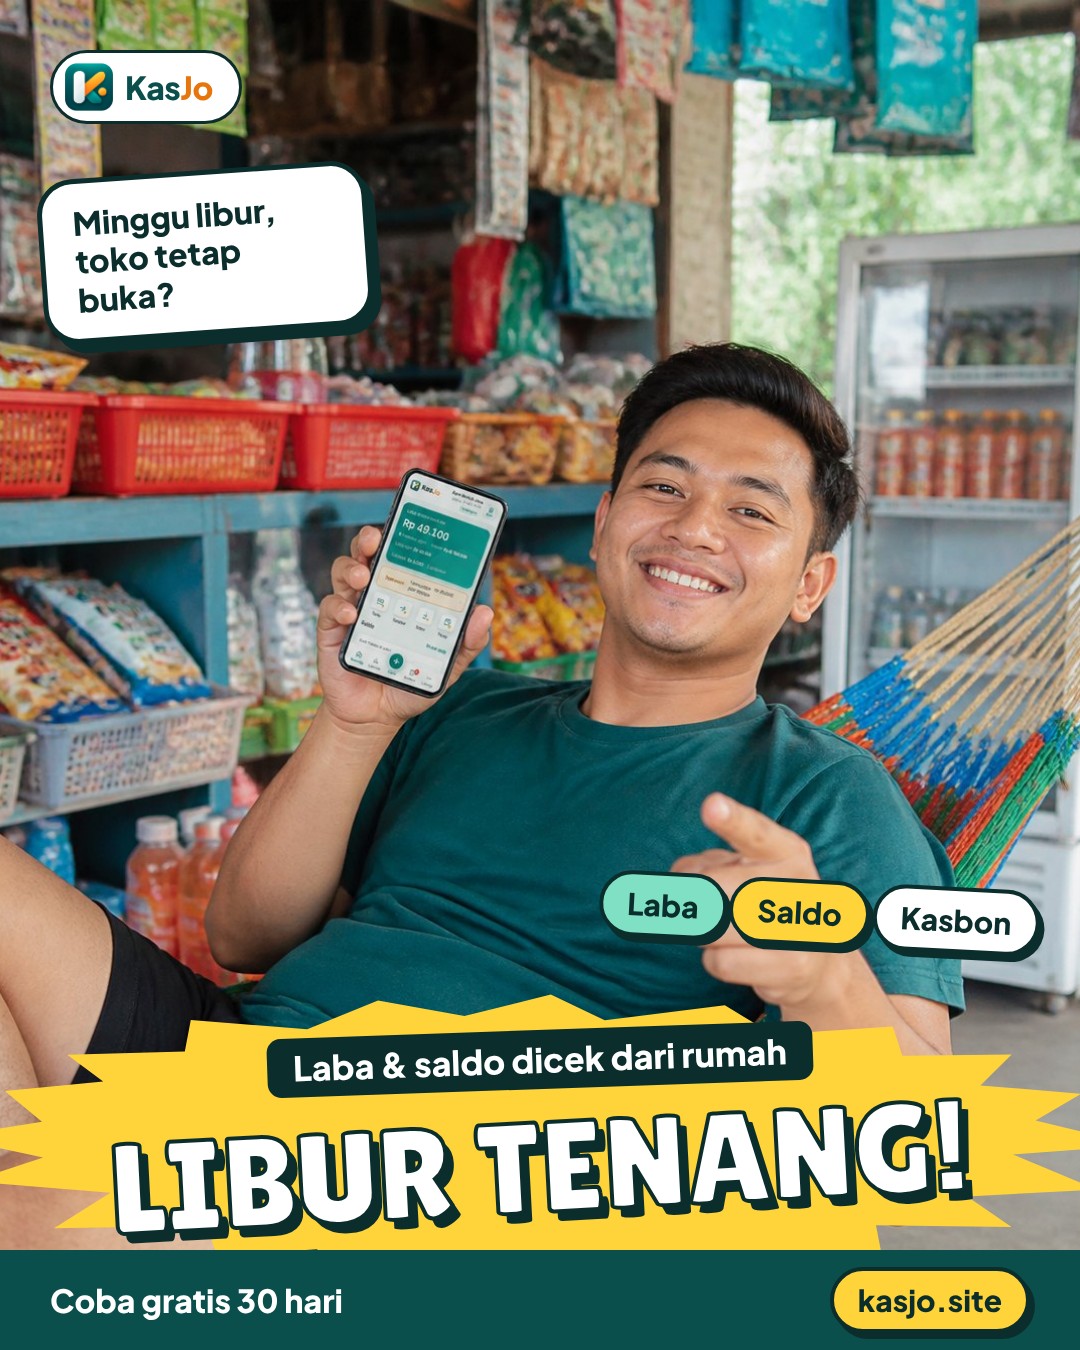 KasJo
Minggu libur,
toko tetap
buka?
KasJo
Rp 49.100
Laba
Saldo
Kasbon
Laba & saldo dicek dari rumah
LIBUR TENANG!
Coba gratis 30 hari
kasjo.site